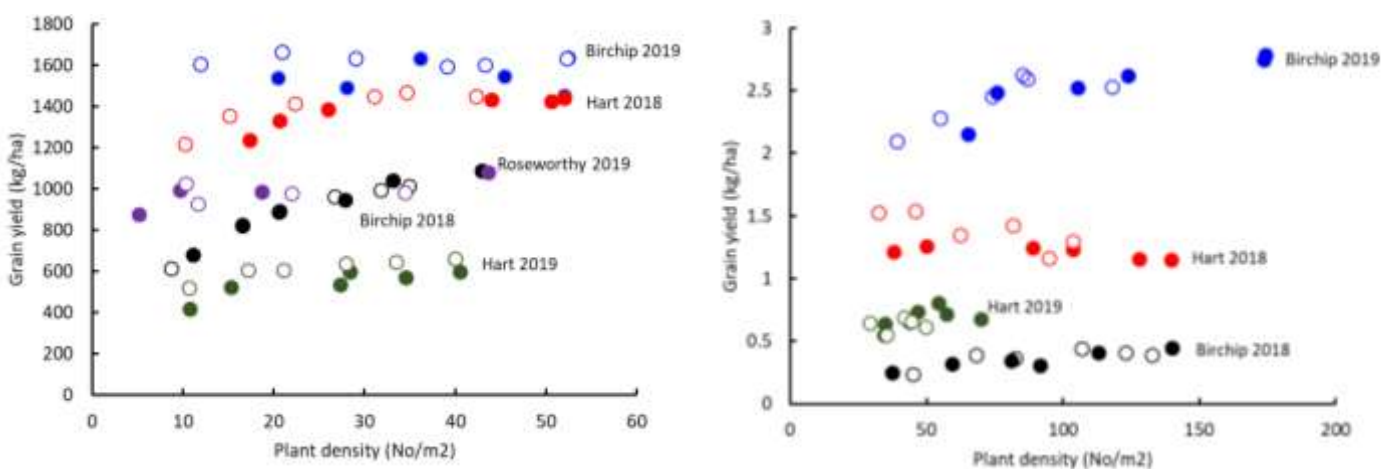 1800
1600
1400
1200
1000
800
600
400
200
0
Grain yield (kg/ha)
0 10 20 30 40 50 60
Plant density (No/m2)
Birchip 2019
Hart 2018
Roseworthy 2019
Birchip 2018
Hart 2019
3
2.5
2
1.5
1
0.5
0
Grain yield (kg/ha)
0 50 100 150 200
Plant density (No/m2)
Birchip 2019
Hart 2018
Hart 2019
Birchip 2018